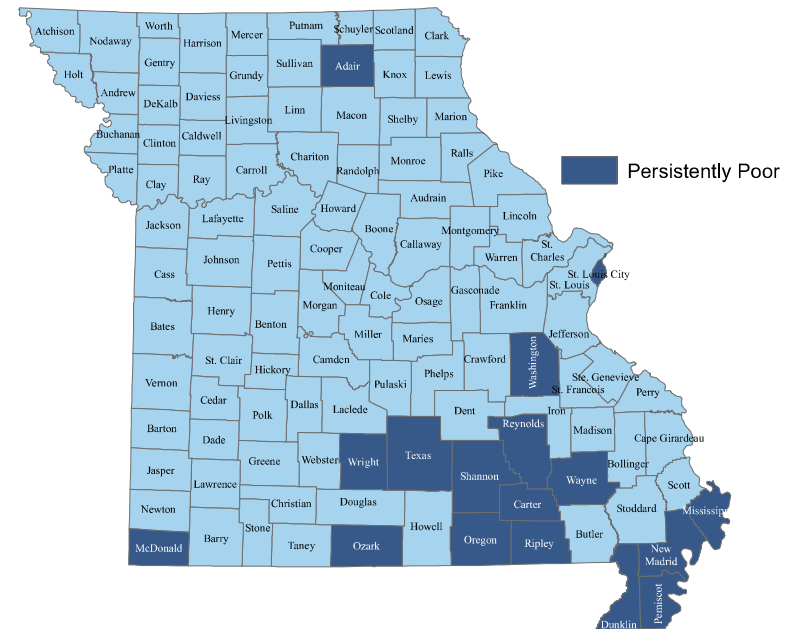 Atchison
Nodaway
Worth
Harrison
Mercer
Putnam
Schuyler
Scotland
Clark
Holt
Gentry
Grundy
Sullivan
Adair
Knox
Lewis
Andrew
DeKalb
Daviess
Livingston
Linn
Macon
Shelby
Marion
Buchanan
Clinton
Caldwell
Chariton
Randolph
Monroe
Ralls
Pike
Platte
Clay
Ray
Carroll
Persistently Poor
Jackson
Lafayette
Saline
Howard
Boone
Audrain
Callaway
Montgomery
Lincoln
Warren
St.
Charles
St. Louis City
St. Louis
Cass
Johnson
Pettis
Cooper
Moniteau
Cole
Osage
Gasconade
Franklin
Jefferson
Bates
Henry
Benton
Morgan
Miller
Maries
Crawford
Washington
Ste. Genevieve
St. Francois
Perry
Vernon
St. Clair
Hickory
Camden
Pulaski
Phelps
Dent
Iron
Cedar
Polk
Dallas
Laclede
Reynolds
Madison
Cape Girardeau
Barton
Dade
Greene
Webster
Wright
Texas
Shannon
Wayne
Bollinger
Scott
Jasper
Lawrence
Christian
Douglas
Howell
Carter
Stoddard
Mississippi
Newton
McDonald
Barry
Stone
Taney
Ozark
Oregon
Ripley
Butler
New
Madrid
Pemiscot
Dunklin